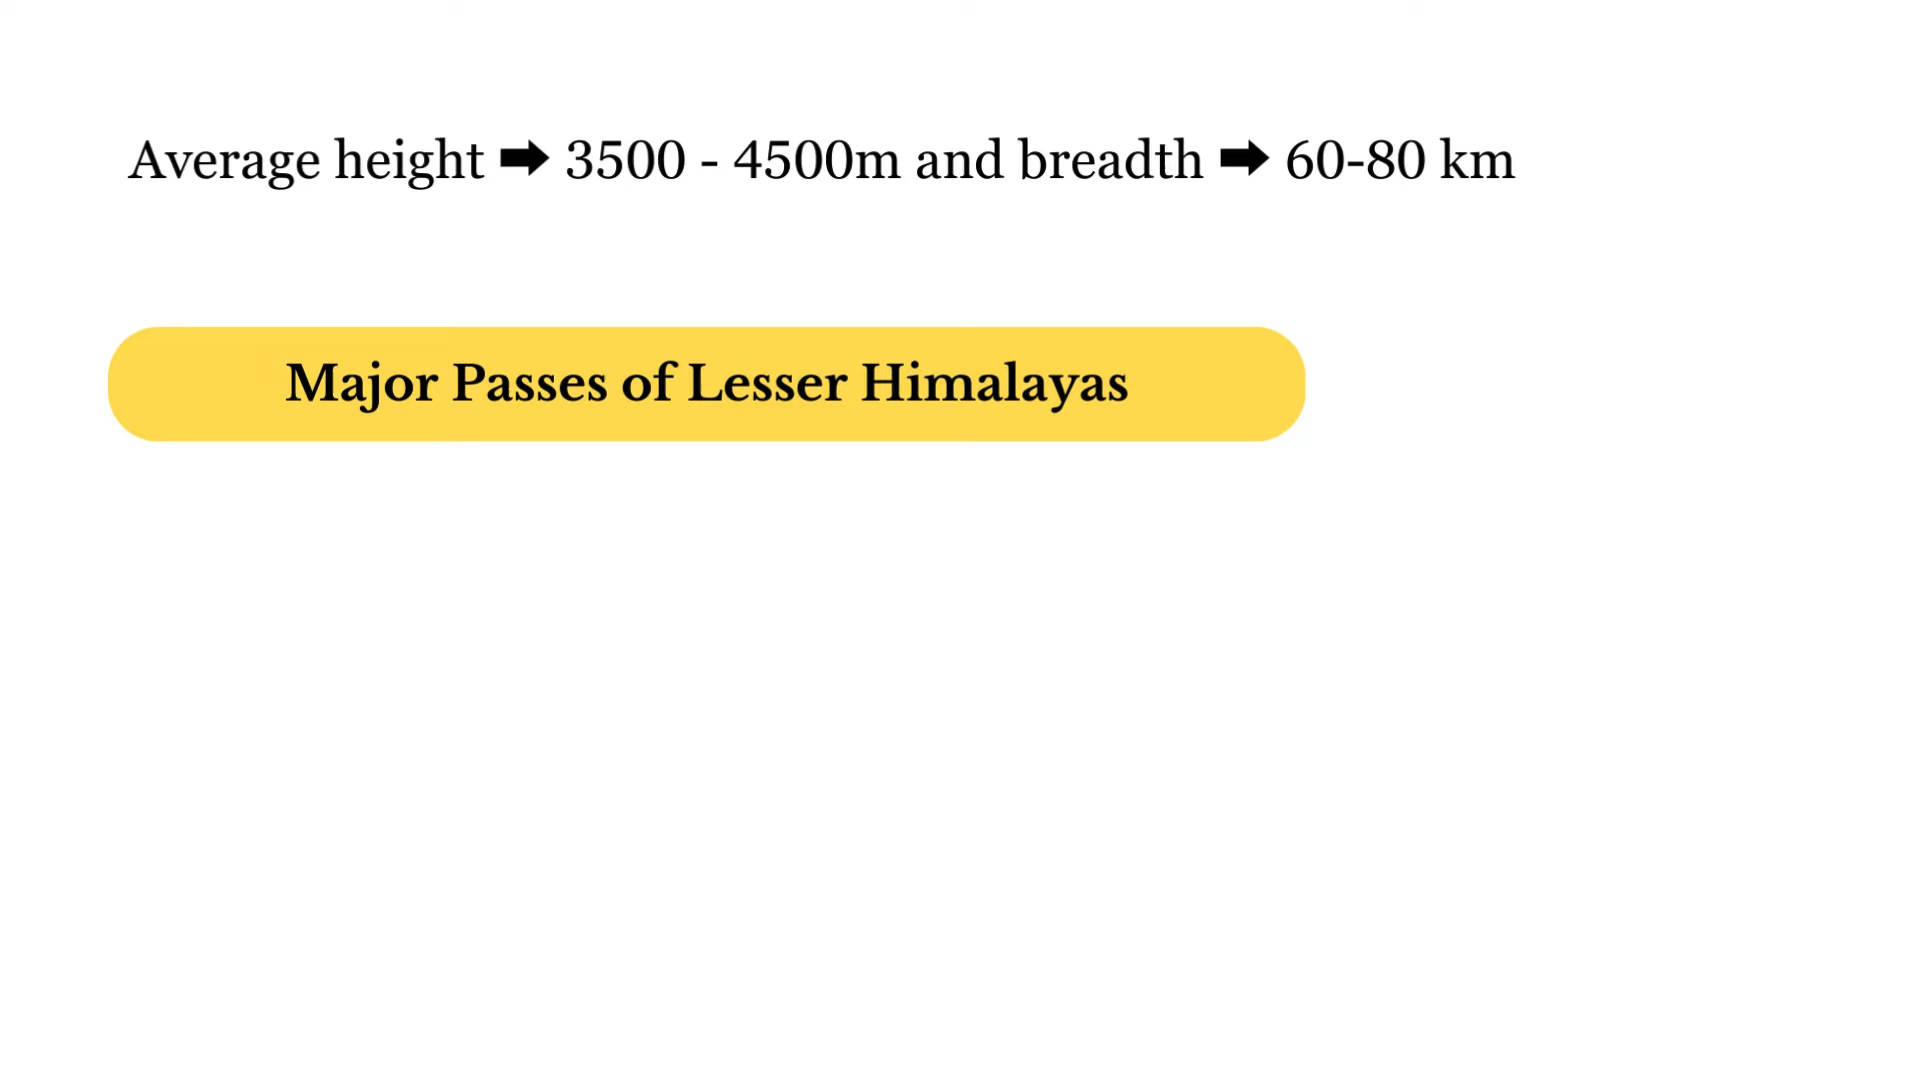 Average height ➡ 3500 - 4500m and breadth ➡ 60-80 km
Major Passes of Lesser Himalayas